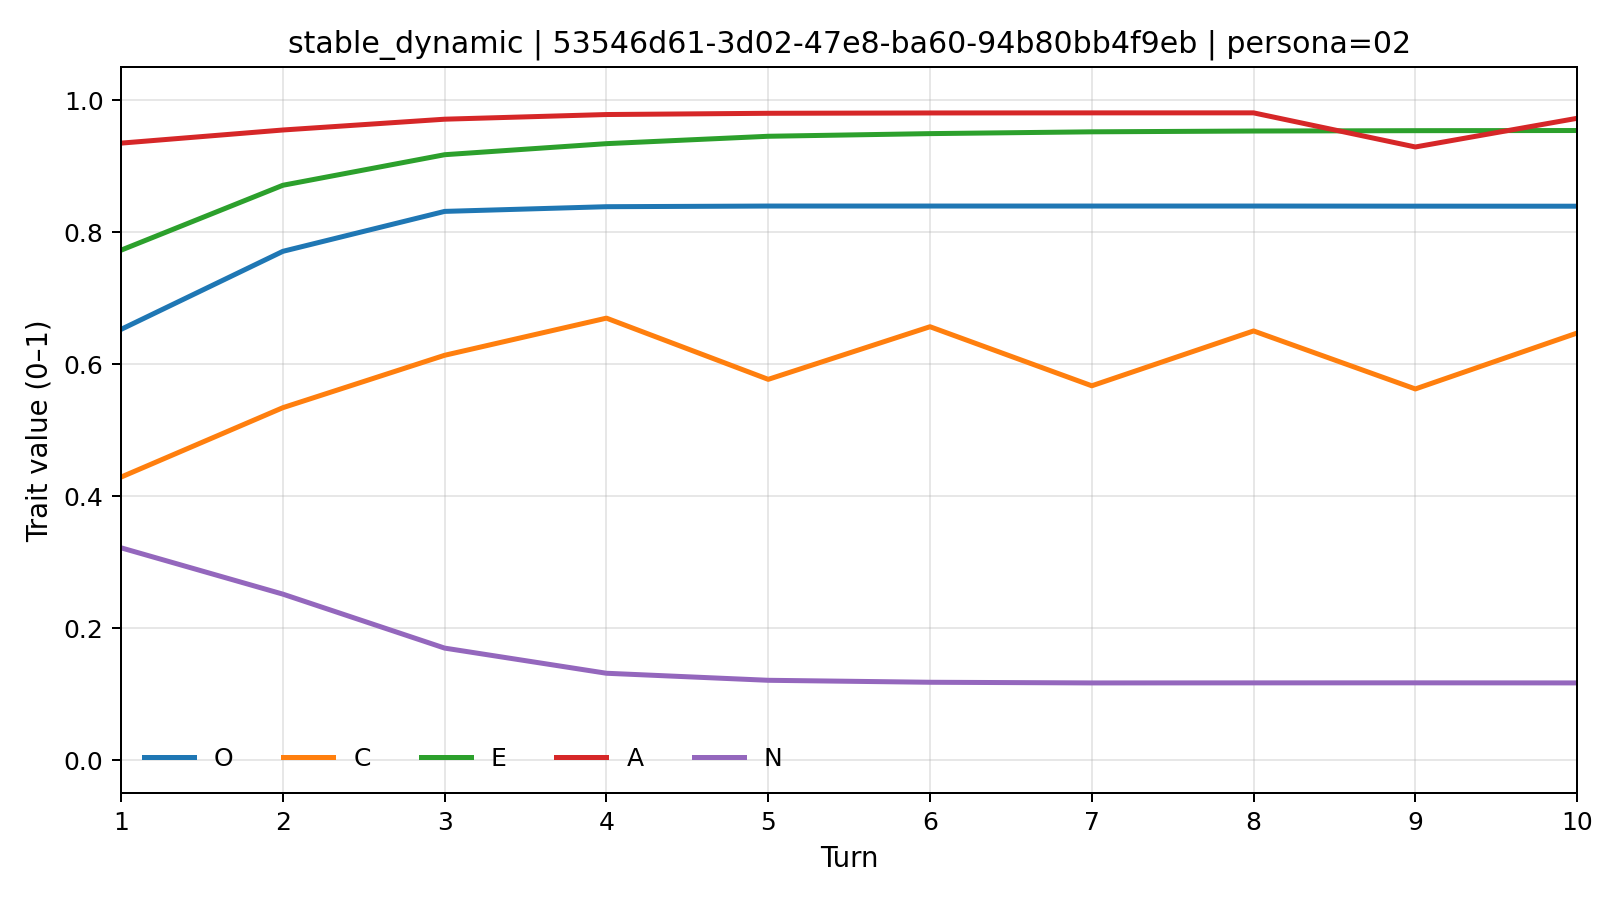 stable_dynamic | 53546d61-3d02-47e8-ba60-94b80bb4f9eb | persona=02
Trait value (0–1)
1.0
0.8
0.6
0.4
0.2
0.0
O C E A N
1 2 3 4 5 6 7 8 9 10
Turn